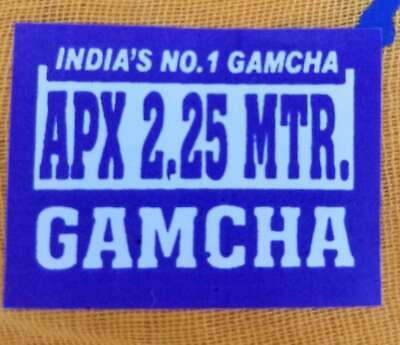 INDIA'S NO.1 GAMCHA
APX 2.25 MTR.
GAMCHA